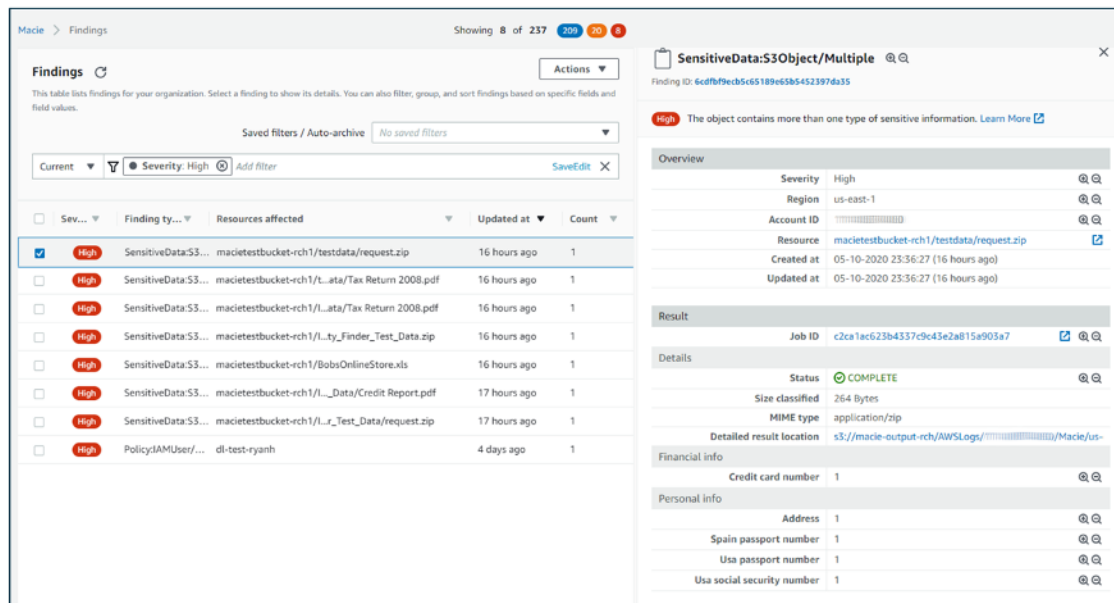 Macie > Findings
Showing 8 of 237 209 20 8
Findings
Actions ▼
This table lists findings for your organization. Select a finding to show its details. You can also filter, group, and sort findings based on specific fields and
field values.
Saved filters / Auto-archive No saved filters
Current Severity: High Add filter SaveEdit
Sev... Finding ty... Resources affected Updated at Count
High SensitiveData:S3... macietestbucket-rch1/testdata/request.zip 16 hours ago 1
High SensitiveData:S3... macietestbucket-rch1/t...ata/Tax Return 2008.pdf 16 hours ago 1
High SensitiveData:S3... macietestbucket-rch1/I...ata/Tax Return 2008.pdf 16 hours ago 1
High SensitiveData:S3... macietestbucket-rch1/I...ty_Finder_Test_Data.zip 16 hours ago 1
High SensitiveData:S3... macietestbucket-rch1/BobsOnlineStore.xls 16 hours ago 1
High SensitiveData:S3... macietestbucket-rch1/I..._Data/Credit Report.pdf 17 hours ago 1
High SensitiveData:S3... macietestbucket-rch1/I...r_Test_Data/request.zip 17 hours ago 1
High Policy:IAMUser/... dl-test-ryanh 4 days ago 1
SensitiveData:S3Object/Multiple
Finding ID: 6cdfbf9ecb5c65189e65b5452397da35
High The object contains more than one type of sensitive information. Learn More
Overview
Severity High
Region us-east-1
Account ID
Resource macietestbucket-rch1/testdata/request.zip
Created at 05-10-2020 23:36:27 (16 hours ago)
Updated at 05-10-2020 23:36:27 (16 hours ago)
Result
Job ID c2ca1ac623b4337c9c43e2a815a903a7
Details
Status COMPLETE
Size classified 264 Bytes
MIME type application/zip
Detailed result location s3://macie-output-rch/AWSLogs/ /Macie/us-
Financial info
Credit card number 1
Personal info
Address 1
Spain passport number 1
Usa passport number 1
Usa social security number 1